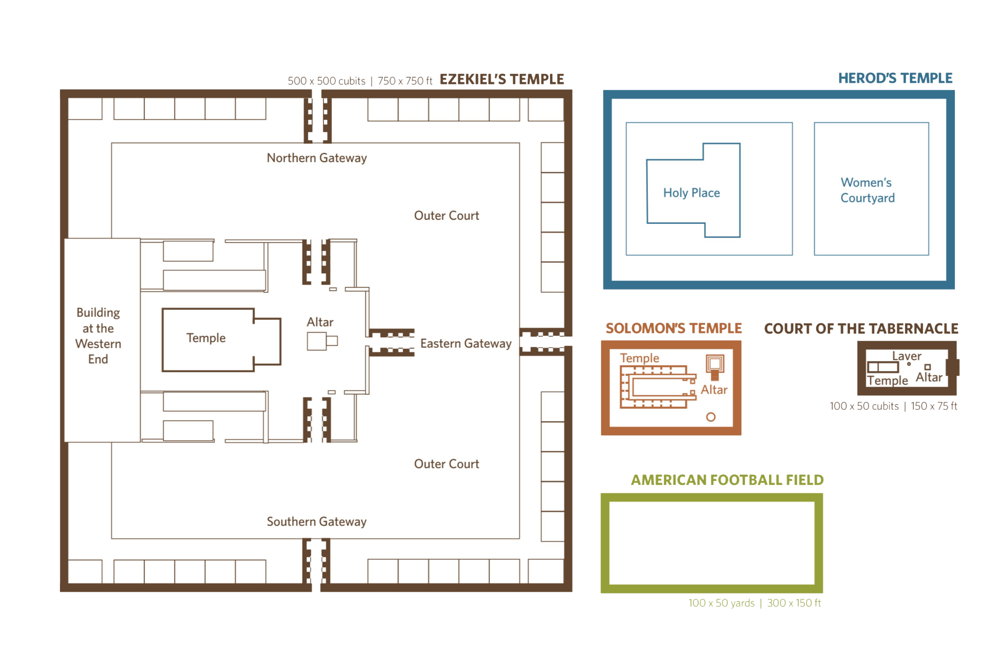 500 x 500 cubits | 750 x 750 ft EZEKIEL'S TEMPLE
Northern Gateway
Outer Court
Building
at the
Western
End
Temple
Altar
Eastern Gateway
Outer Court
Southern Gateway
HEROD'S TEMPLE
Holy Place
Women's
Courtyard
SOLOMON'S TEMPLE
Temple
Altar
COURT OF THE TABERNACLE
Laver
Temple
Altar
100 x 50 cubits | 150 x 75 ft
AMERICAN FOOTBALL FIELD
100 x 50 yards | 300 x 150 ft